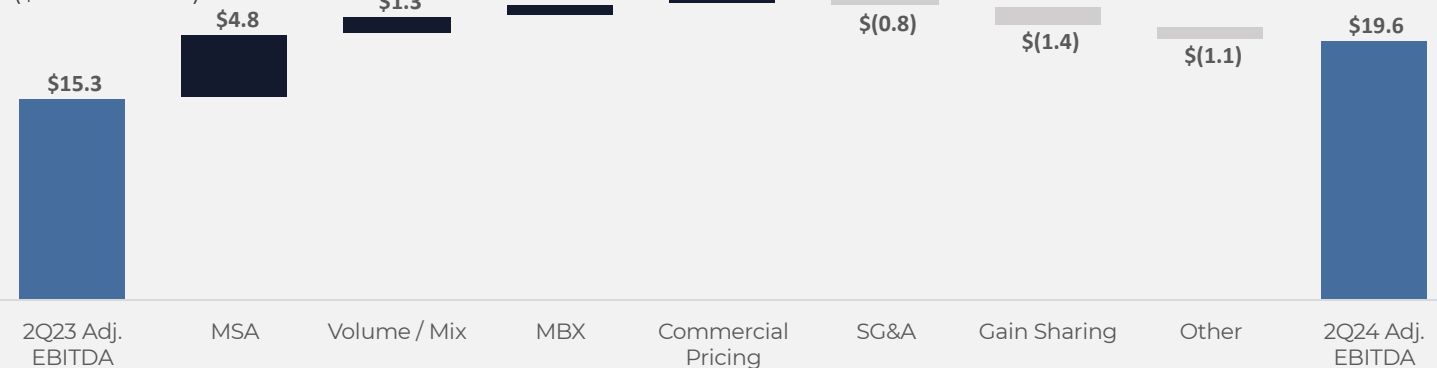 $1.3
$4.8
$(0.8)
$19.6
$(1.4)
$(1.1)
$15.3
2Q23 Adj. EBITDA
MSA
Volume / Mix
MBX
Commercial Pricing
SG&A
Gain Sharing
Other
2Q24 Adj. EBITDA